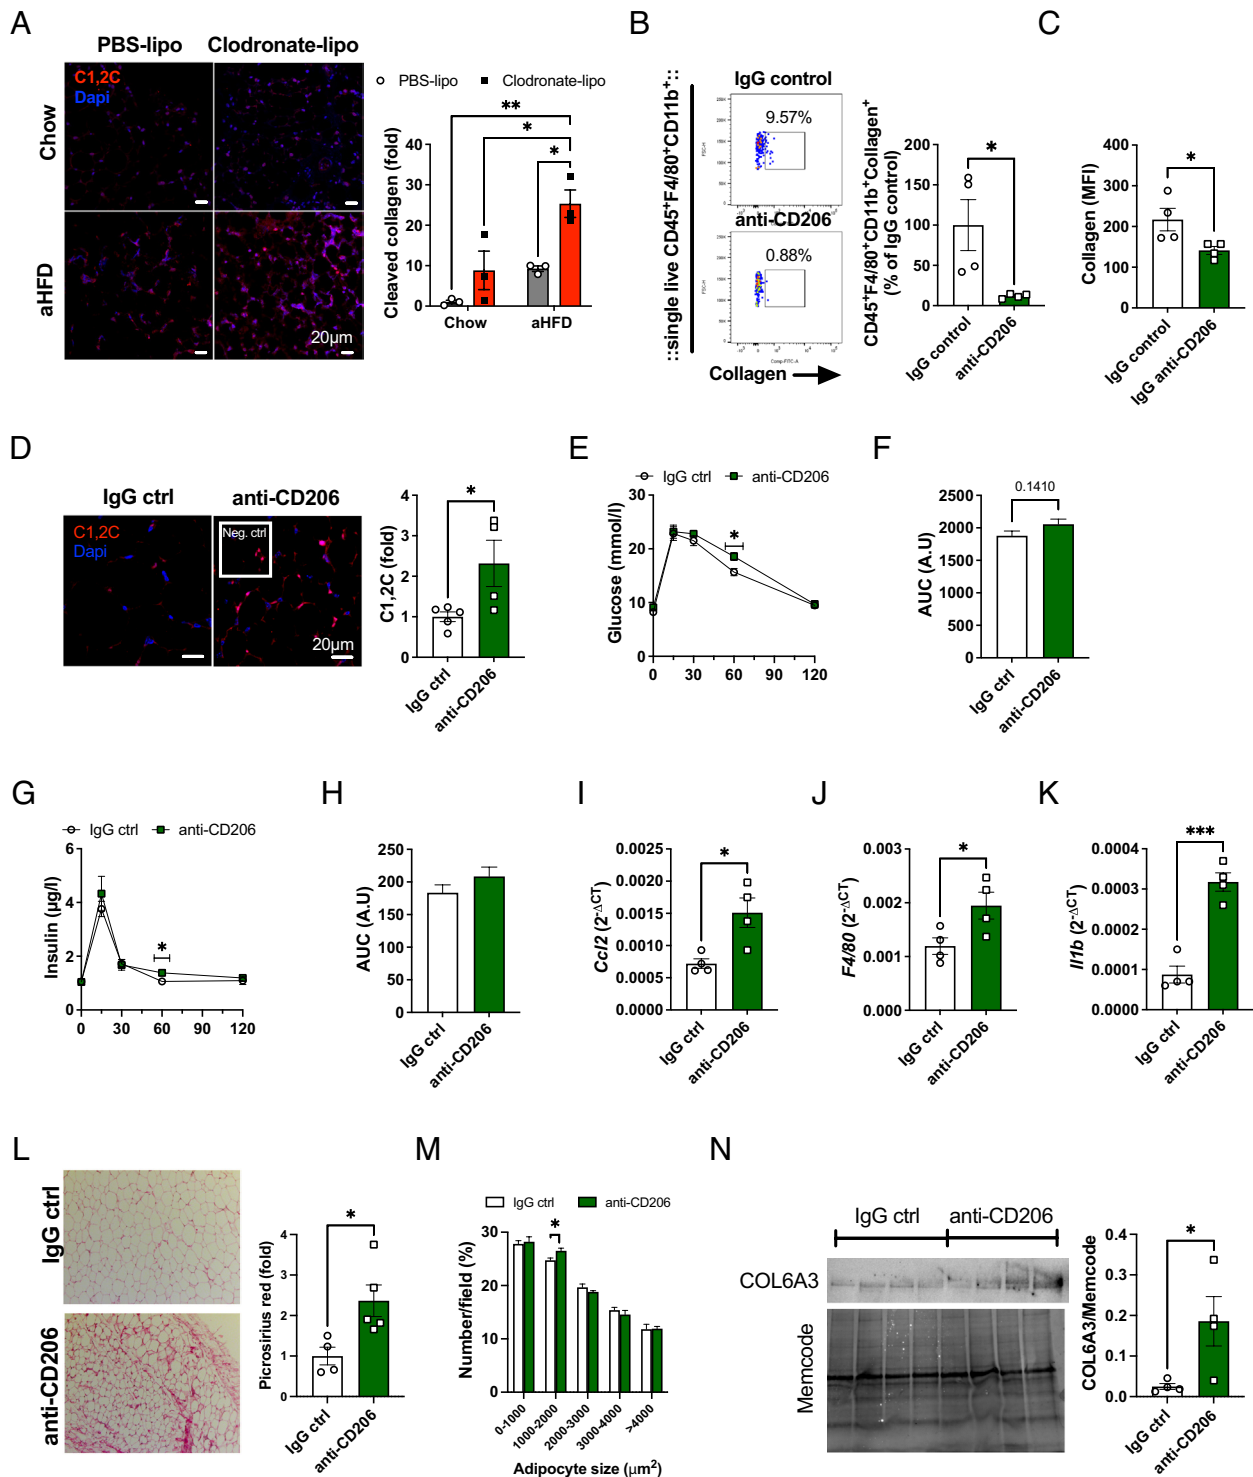 A
PBS-lipo Clodronate-lipo
C1,2C
Dapi
Chow
aHFD
20µm
PBS-lipo Clodronate-lipo
**
*
*
Cleaved collagen (fold)
40
30
20
10
0
Chow aHFD
B
::single live CD45+F4/80+CD11b+::
IgG control
9.57%
anti-CD206
0.88%
Collagen
CD45+F4/80+CD11b+Collagen+
(% of IgG control)
200
150
100
50
0
*
IgG control
anti-CD206
C
Collagen (MFI)
400
300
200
100
0
*
IgG control
IgG anti-CD206
D
IgG ctrl anti-CD206
C1,2C
Dapi
Neg. ctrl
20µm
C1,2C (fold)
4
3
2
1
0
*
IgG ctrl
anti-CD206
E
IgG ctrl anti-CD206
Glucose (mmol/l)
30
20
10
0
*
0 30 60 90 120
F
AUC (A.U)
2500
2000
1500
1000
500
0
0.1410
IgG ctrl
anti-CD206
G
IgG ctrl anti-CD206
Insulin (µg/l)
6
4
2
0
*
0 30 60 90 120
H
AUC (A.U)
250
200
150
100
50
0
IgG ctrl
anti-CD206
I
Ccl2 (2-ΔCT)
0.0020
0.0015
0.0010
0.0005
0.0000
*
IgG ctrl
anti-CD206
J
F4/80 (2-ΔCT)
0.003
0.002
0.001
0.000
*
IgG ctrl
anti-CD206
K
Il1b (2-ΔCT)
0.0004
0.0003
0.0002
0.0001
0.0000
***
IgG ctrl
anti-CD206
L
IgG ctrl
anti-CD206
Picrosirius red (fold)
4
3
2
1
0
*
IgG ctrl
anti-CD206
M
IgG ctrl anti-CD206
Number/field (%)
30
20
10
0
*
0-1000
1000-2000
2000-3000
3000-4000
>4000
Adipocyte size (µm2)
N
IgG ctrl anti-CD206
COL6A3
Memcode
COL6A3/Memcode
0.4
0.3
0.2
0.1
0.0
*
IgG ctrl
anti-CD206